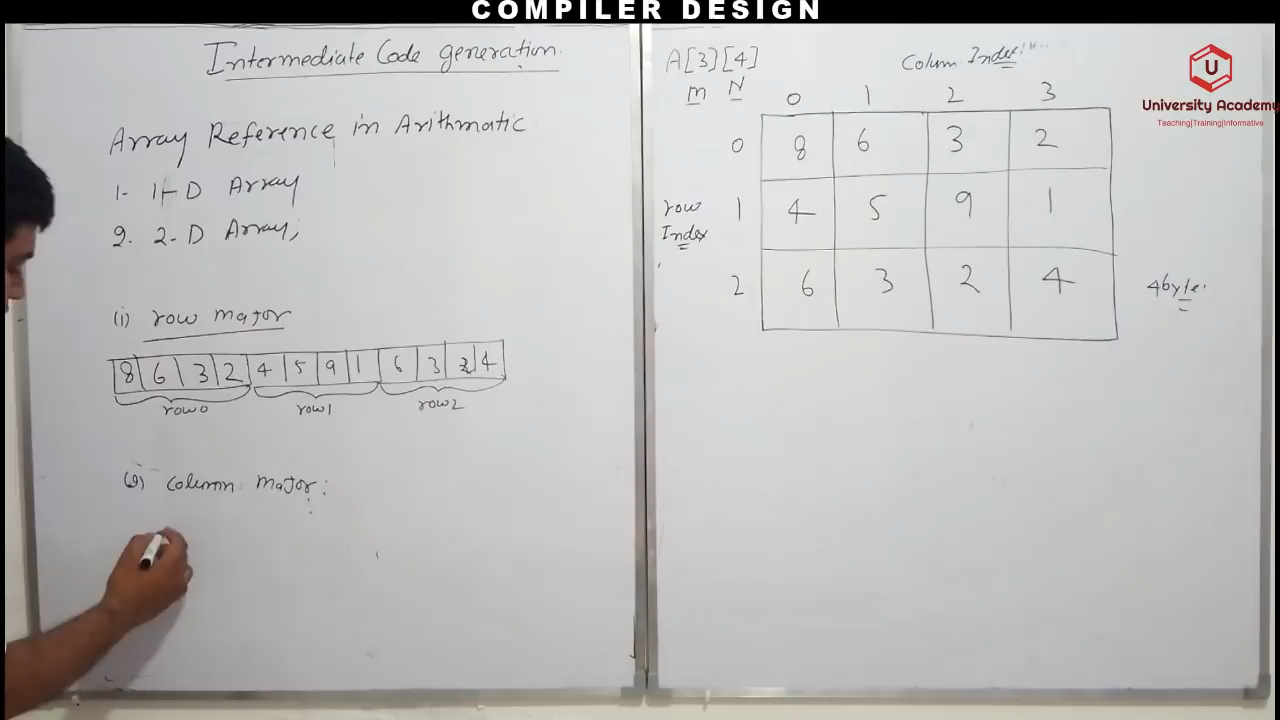 COMPILER DESIGN
Intermediate Code generation.
Array Reference in Arithmatic
1- 1-D Array
2. 2-D Array;
(i) row major
8 6 3 2 4 5 9 1 6 3 2 4
row0 row1 row2
column major:
A[3][4]
m N
Colum Index
0 1 2 3
0 8 6 3 2
row Index
1 4 5 9 1
2 6 3 2 4
4byte.
U
University Academy
Teaching|Training|Informative